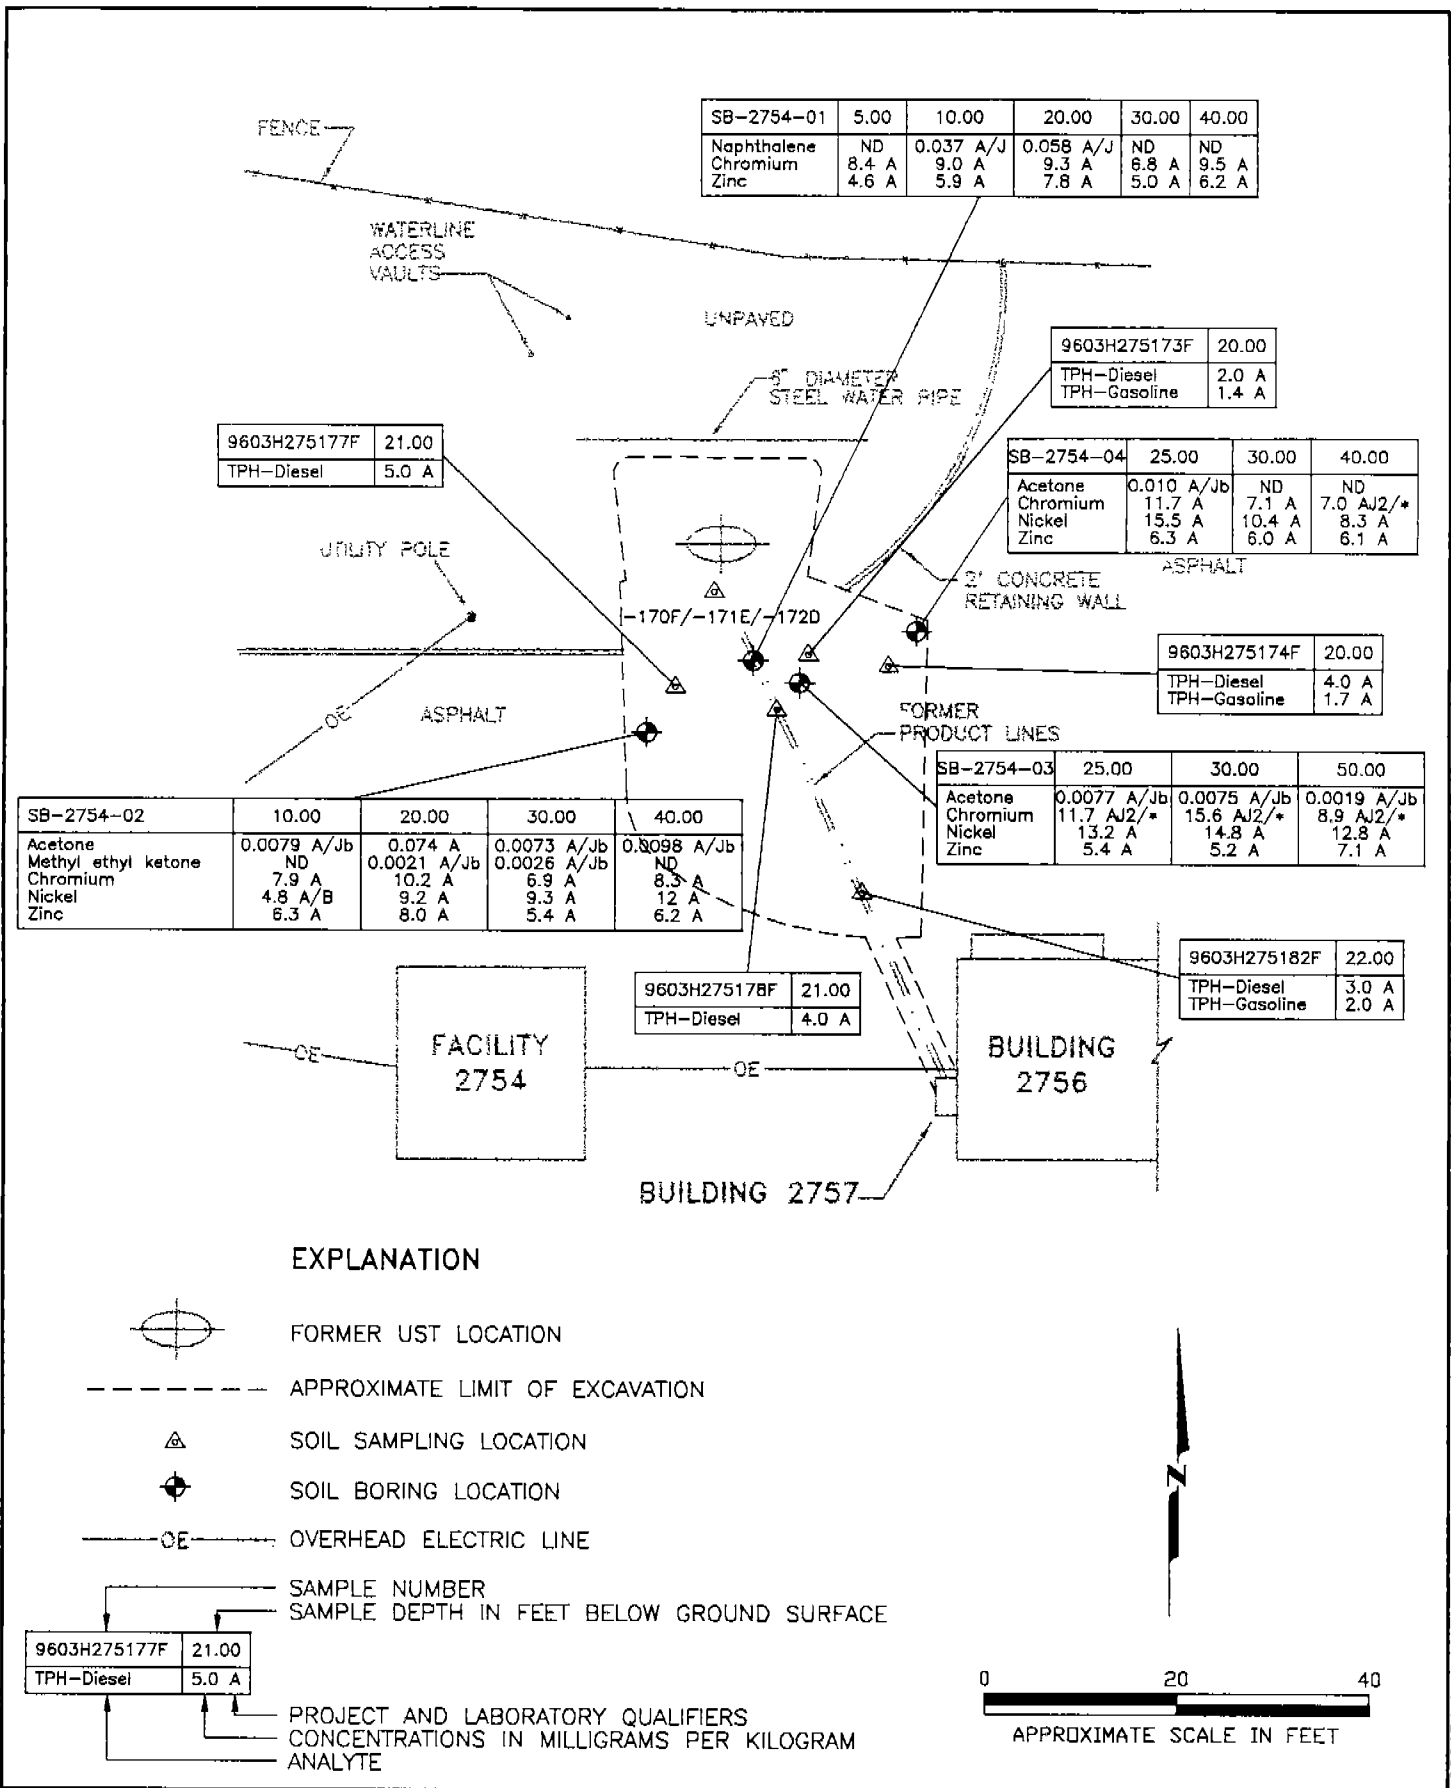 SB-2754-01 5.00 10.00 20.00 30.00 40.00
Naphthalene ND 0.037 A/J 0.058 A/J ND ND
Chromium 8.4 A 9.0 A 9.3 A 6.8 A 9.5 A
Zinc 4.6 A 5.9 A 7.8 A 5.0 A 6.2 A
FENCE
WATERLINE
ACCESS
VAULTS
UNPAVED
9603H275173F 20.00
TPH-Diesel 2.0 A
TPH-Gasoline 1.4 A
6" DIAMETER
STEEL WATER PIPE
9603H275177F 21.00
TPH-Diesel 5.0 A
SB-2754-04 25.00 30.00 40.00
Acetone 0.010 A/Jb ND ND
Chromium 11.7 A 7.1 A 7.0 AJ2/*
Nickel 15.5 A 10.4 A 8.3 A
Zinc 6.3 A 6.0 A 6.1 A
ASPHALT
UTILITY POLE
2' CONCRETE
RETAINING WALL
-170F/-171E/-172D
9603H275174F 20.00
TPH-Diesel 4.0 A
TPH-Gasoline 1.7 A
OE
ASPHALT
FORMER
PRODUCT LINES
SB-2754-03 25.00 30.00 50.00
Acetone 0.0077 A/Jb 0.0075 A/Jb 0.0019 A/Jb
Chromium 11.7 AJ2/* 15.6 AJ2/* 8.9 AJ2/*
Nickel 13.2 A 14.8 A 12.8 A
Zinc 5.4 A 5.2 A 7.1 A
SB-2754-02 10.00 20.00 30.00 40.00
Acetone 0.0079 A/Jb 0.074 A 0.0073 A/Jb 0.0098 A/Jb
Methyl ethyl ketone ND 0.0021 A/Jb 0.0026 A/Jb ND
Chromium 7.9 A 10.2 A 6.9 A 8.3 A
Nickel 4.8 A/B 9.2 A 9.3 A 12 A
Zinc 6.3 A 8.0 A 5.4 A 6.2 A
9603H275182F 22.00
TPH-Diesel 3.0 A
TPH-Gasoline 2.0 A
9603H275178F 21.00
TPH-Diesel 4.0 A
OE
FACILITY
2754
OE
BUILDING
2756
BUILDING 2757
EXPLANATION
FORMER UST LOCATION
APPROXIMATE LIMIT OF EXCAVATION
SOIL SAMPLING LOCATION
SOIL BORING LOCATION
OE OVERHEAD ELECTRIC LINE
SAMPLE NUMBER
SAMPLE DEPTH IN FEET BELOW GROUND SURFACE
9603H275177F 21.00
TPH-Diesel 5.0 A
PROJECT AND LABORATORY QUALIFIERS
CONCENTRATIONS IN MILLIGRAMS PER KILOGRAM
ANALYTE
N
0 20 40
APPROXIMATE SCALE IN FEET